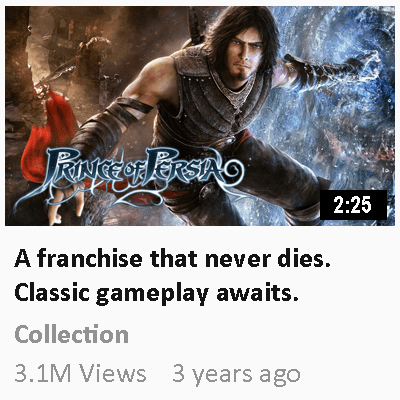 PRINCE OF PERSIA
2:25
A franchise that never dies.
Classic gameplay awaits.
Collection
3.1M Views 3 years ago